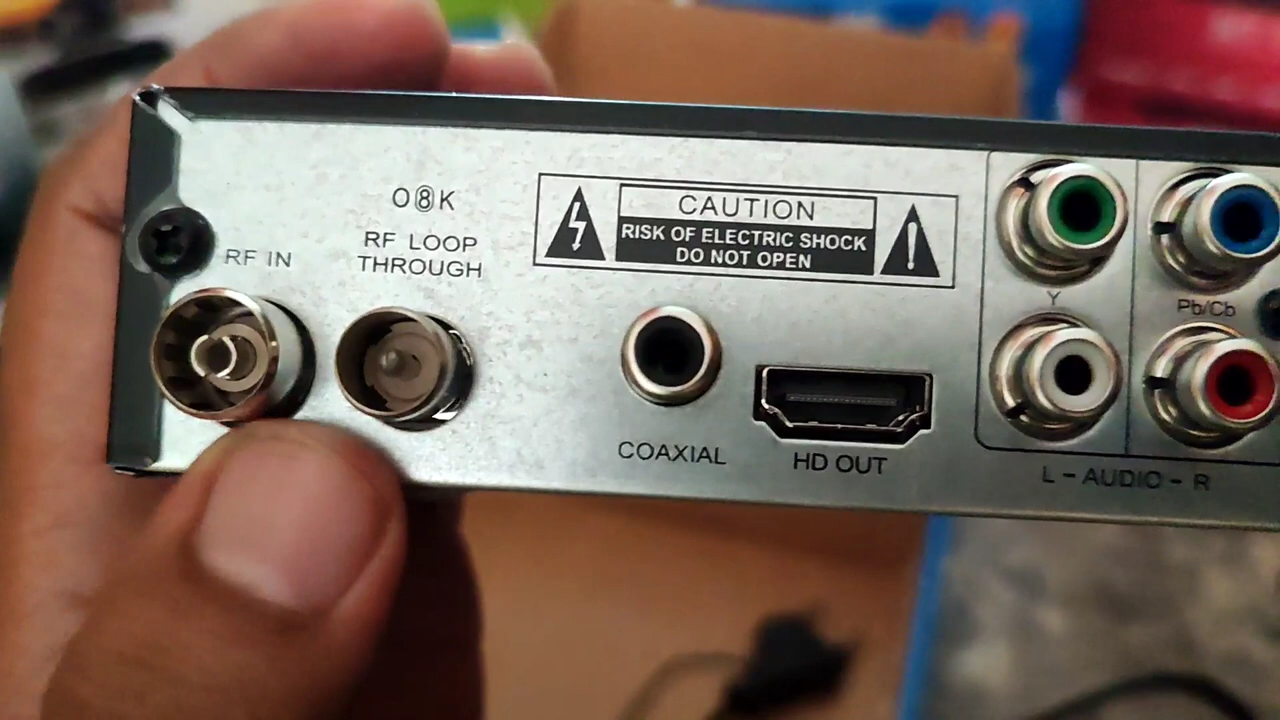 O⑧K
RF IN
RF LOOP
THROUGH
CAUTION
RISK OF ELECTRIC SHOCK
DO NOT OPEN
COAXIAL
HD OUT
Y
Pb/Cb
L - AUDIO - R